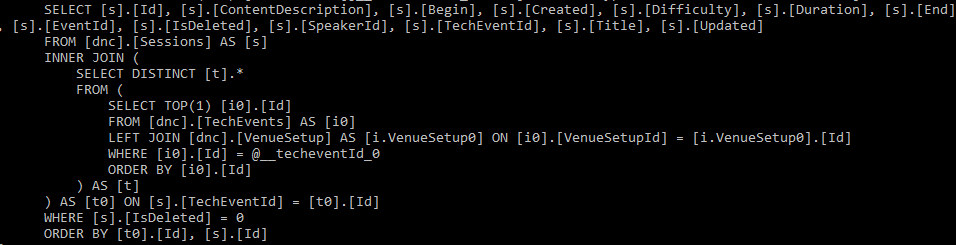 SELECT [s].[Id], [s].[ContentDescription], [s].[Begin], [s].[Created], [s].[Difficulty], [s].[Duration], [s].[End]
, [s].[EventId], [s].[IsDeleted], [s].[SpeakerId], [s].[TechEventId], [s].[Title], [s].[Updated]
FROM [dnc].[Sessions] AS [s]
INNER JOIN (
SELECT DISTINCT [t].*
FROM (
SELECT TOP(1) [i0].[Id]
FROM [dnc].[TechEvents] AS [i0]
LEFT JOIN [dnc].[VenueSetup] AS [i.VenueSetup0] ON [i0].[VenueSetupId] = [i.VenueSetup0].[Id]
WHERE [i0].[Id] = @__techeventId_0
ORDER BY [i0].[Id]
) AS [t]
) AS [t0] ON [s].[TechEventId] = [t0].[Id]
WHERE [s].[IsDeleted] = 0
ORDER BY [t0].[Id], [s].[Id]